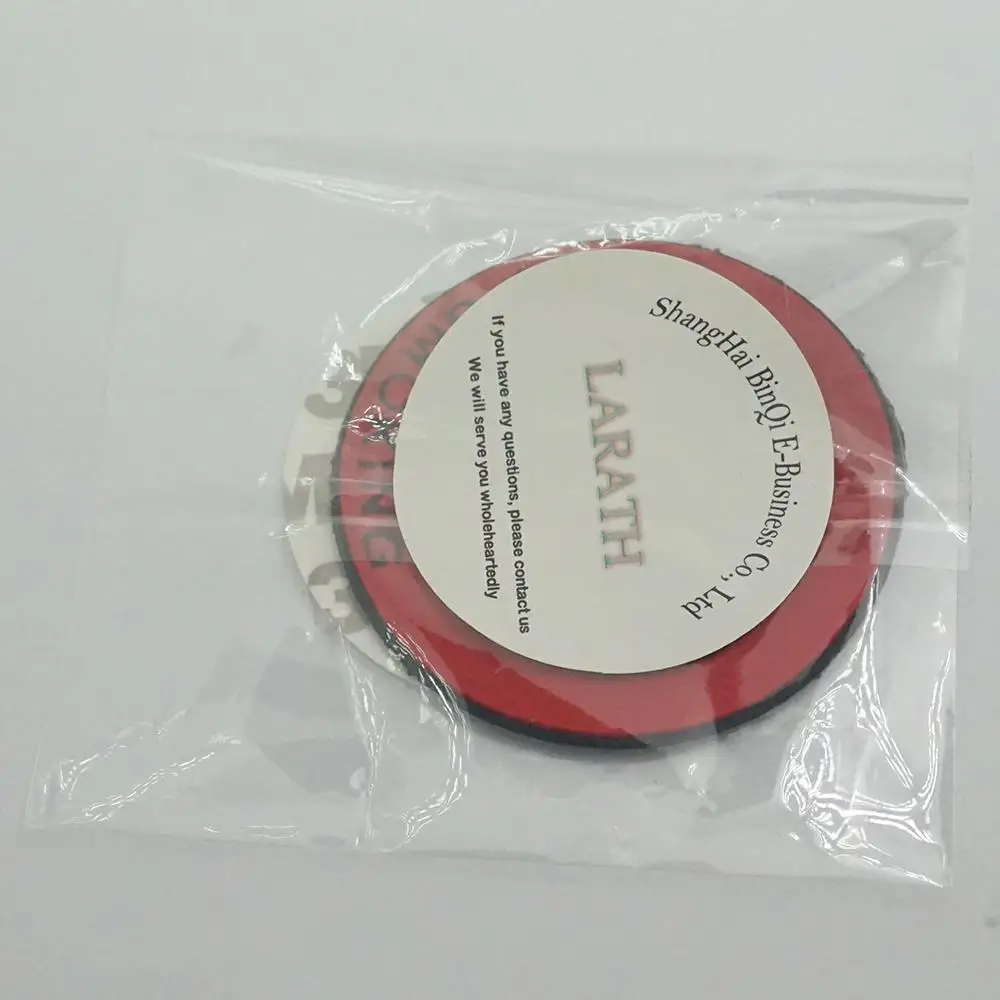 ShangHai BinQi E-Business Co., Ltd
LARATH
If you have any questions, please contact us
We will serve you wholeheartedly